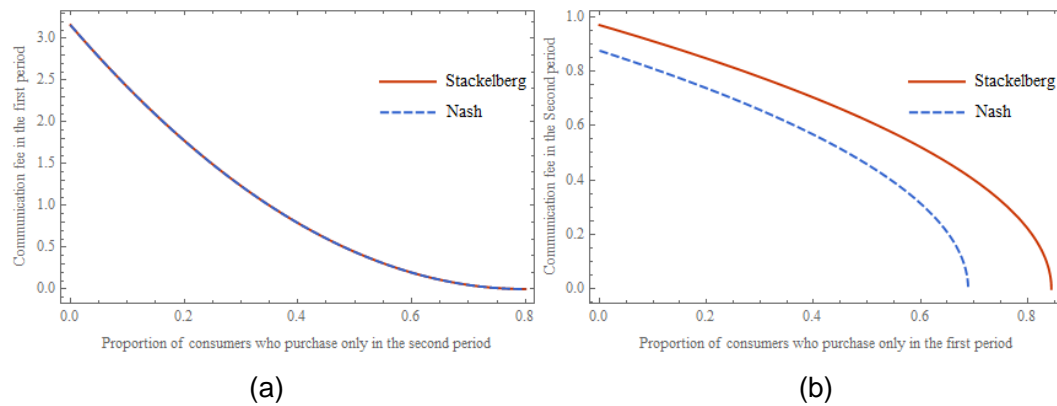 Communication fee in the first period
3.0
2.5
2.0
1.5
1.0
0.5
0.0
Stackelberg
Nash
0.0 0.2 0.4 0.6 0.8
Proportion of consumers who purchase only in the second period
(a)
Communication fee in the Second period
1.0
0.8
0.6
0.4
0.2
0.0
Stackelberg
Nash
0.0 0.2 0.4 0.6 0.8
Proportion of consumers who purchase only in the first period
(b)